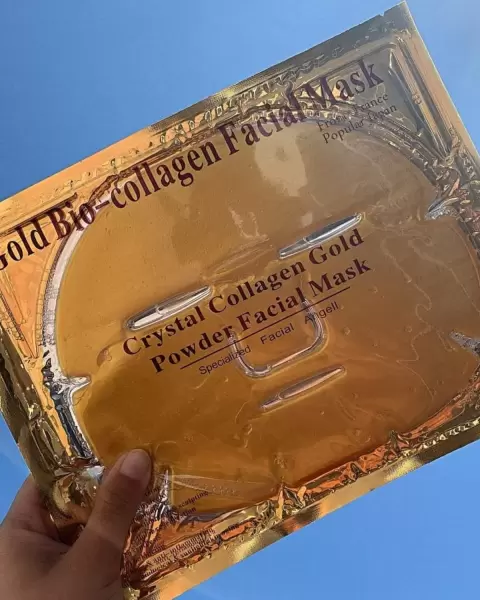 Gold Bio-collagen Facial Mask
From France
Popular Japan
Crystal Collagen Gold
Powder Facial Mask
Specialized Facial Angell